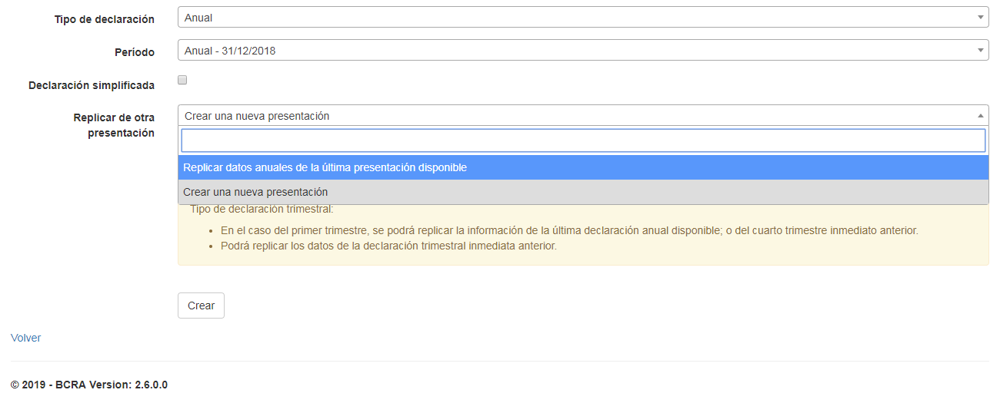 Tipo de declaración
Anual
Período
Anual - 31/12/2018
Declaración simplificada
Replicar de otra
presentación
Crear una nueva presentación
Replicar datos anuales de la última presentación disponible
Crear una nueva presentación
Tipo de declaración trimestral:
• En el caso del primer trimestre, se podrá replicar la información de la última declaración anual disponible; o del cuarto trimestre inmediato anterior.
• Podrá replicar los datos de la declaración trimestral inmediata anterior.
Crear
Volver
© 2019 - BCRA Version: 2.6.0.0